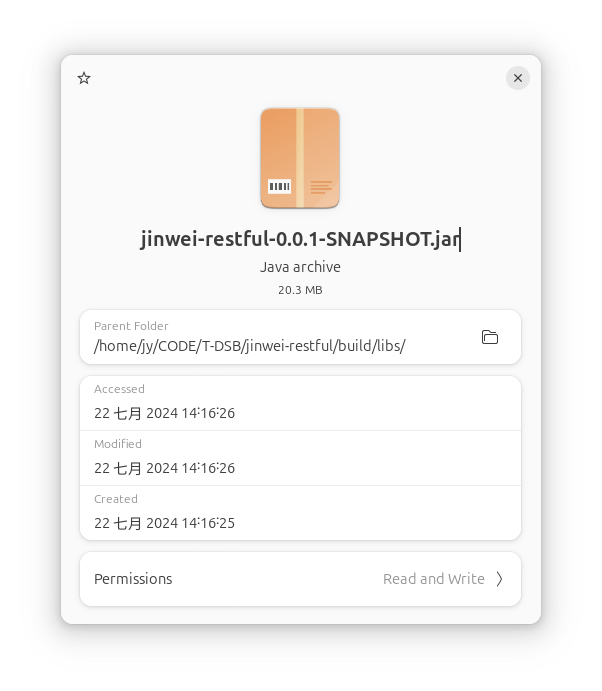 jinwei-restful-0.0.1-SNAPSHOT.jar
Java archive
20.3 MB
Parent Folder
/home/jy/CODE/T-DSB/jinwei-restful/build/libs/
Accessed
22 七月 2024 14:16:26
Modified
22 七月 2024 14:16:26
Created
22 七月 2024 14:16:25
Permissions
Read and Write